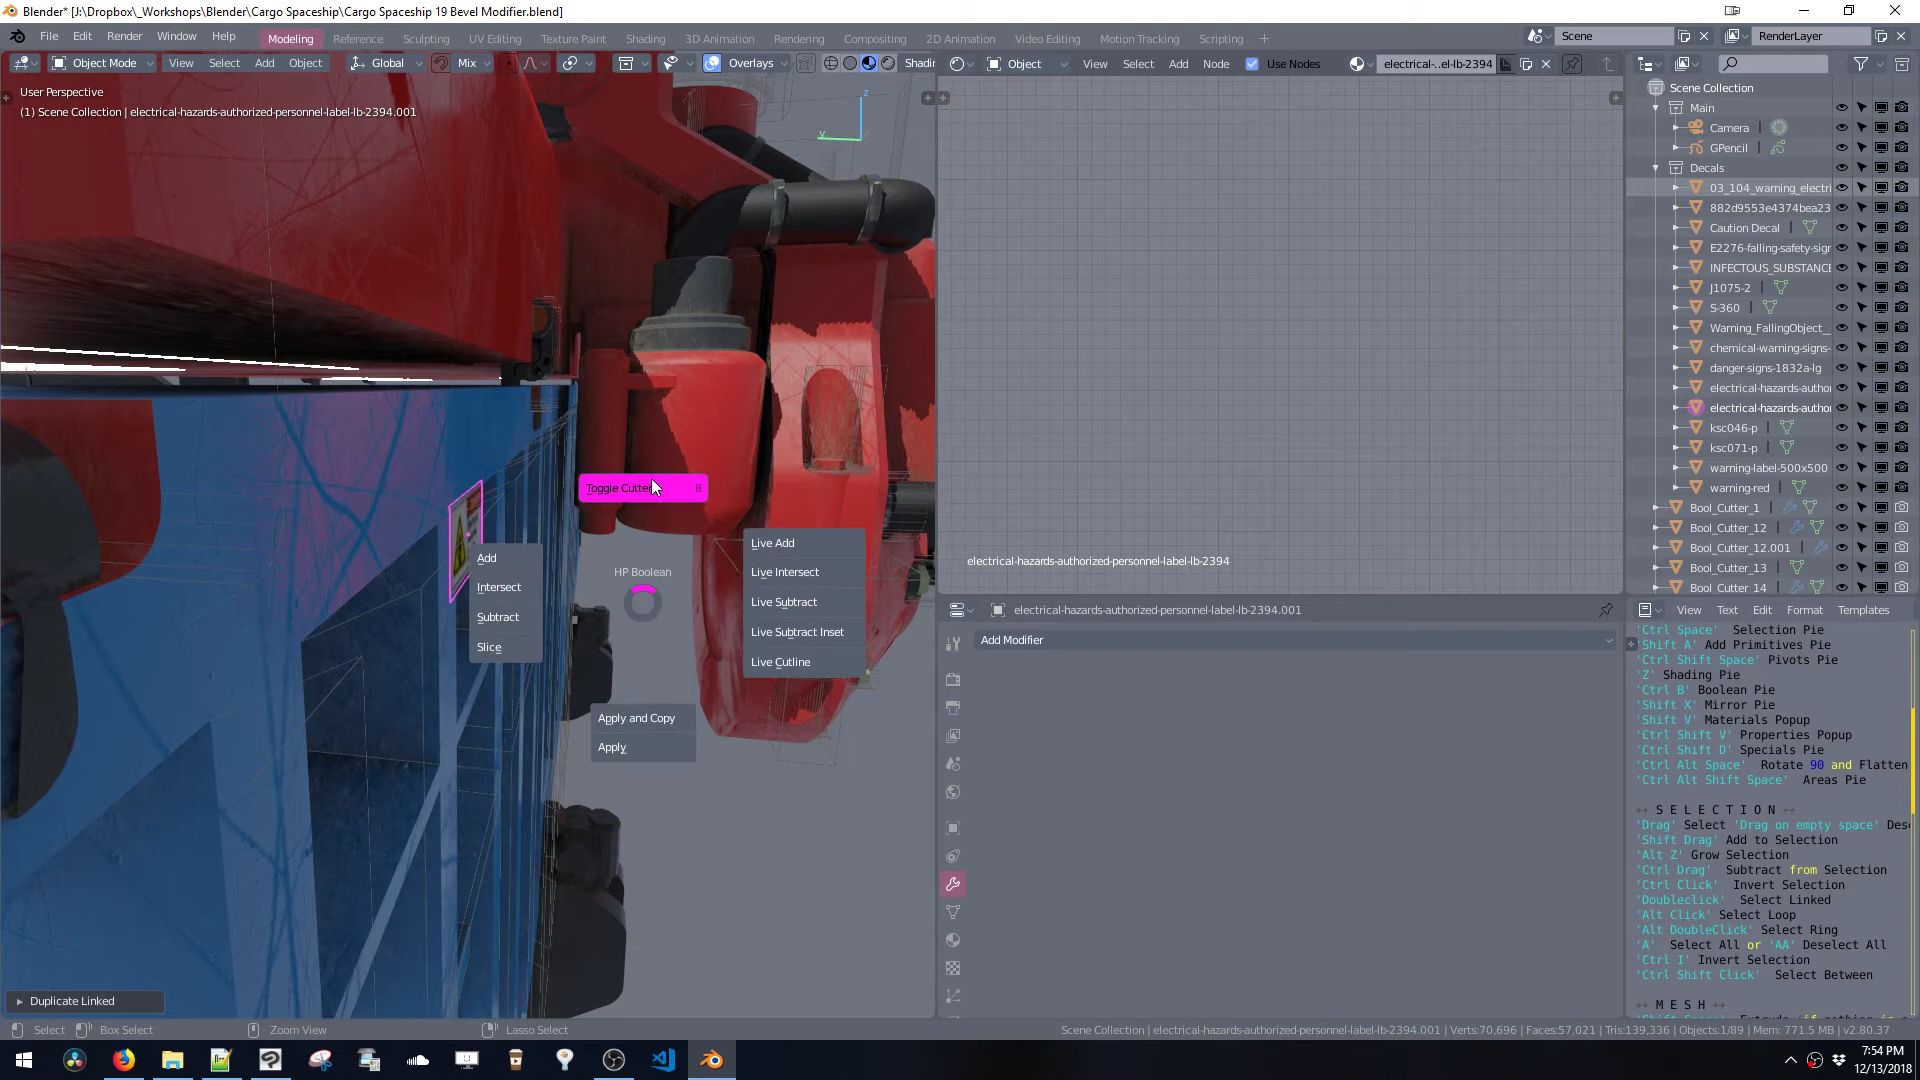 Blender* [J:\Dropbox\_Workshops\Blender\Cargo Spaceship\Cargo Spaceship 19 Bevel Modifier.blend]
File Edit Render Window Help Modeling Reference Sculpting UV Editing Texture Paint Shading 3D Animation Rendering Compositing 2D Animation Video Editing Motion Tracking Scripting Scene RenderLayer
Object Mode View Select Add Object Global Mix Overlays Shadin
Object View Select Add Node Use Nodes electrical-..el-lb-2394
User Perspective
(1) Scene Collection | electrical-hazards-authorized-personnel-label-lb-2394.001
z
y
Toggle Cutter 8
Add
Intersect
Subtract
Slice
HP Boolean
Live Add
Live Intersect
Live Subtract
Live Subtract Inset
Live Cutline
Apply and Copy
Apply
Duplicate Linked
electrical-hazards-authorized-personnel-label-lb-2394
electrical-hazards-authorized-personnel-label-lb-2394.001
Add Modifier
Scene Collection
Main
Camera
GPencil
Decals
03_104_warning_electri
882d9553e4374bea23
Caution Decal
E2276-falling-safety-sigr
INFECTOUS_SUBSTANCE
J1075-2
S-360
Warning_FallingObject_
chemical-warning-signs-
danger-signs-1832a-lg
electrical-hazards-author
electrical-hazards-author
ksc046-p
ksc071-p
warning-label-500x500
warning-red
Bool_Cutter_1
Bool_Cutter_12
Bool_Cutter_12.001
Bool_Cutter_13
Bool_Cutter_14
View Text Edit Format Templates
'Ctrl Space' Selection Pie
'Shift A' Add Primitives Pie
'Ctrl Shift Space' Pivots Pie
'Z' Shading Pie
'Ctrl B' Boolean Pie
'Shift X' Mirror Pie
'Shift V' Materials Popup
'Ctrl Shift V' Properties Popup
'Ctrl Shift D' Specials Pie
'Ctrl Alt Space' Rotate 90 and Flatten
'Ctrl Alt Shift Space' Areas Pie
++ S E L E C T I O N ++
'Drag' Select 'Drag on empty space' Des
'Shift Drag' Add to Selection
'Alt Z' Grow Selection
'Ctrl Drag' Subtract from Selection
'Ctrl Click' Invert Selection
'Doubleclick' Select Linked
'Alt Click' Select Loop
'Alt DoubleClick' Select Ring
'A' Select All or 'AA' Deselect All
'Ctrl I' Invert Selection
'Ctrl Shift Click' Select Between
++ M E S H ++
Select Box Select Zoom View Lasso Select
Scene Collection | electrical-hazards-authorized-personnel-label-lb-2394.001 | Verts:70,696 | Faces:57,021 | Tris:139,336 | Objects:1/89 | Mem: 771.5 MB | v2.80.37
7:54 PM
12/13/2018